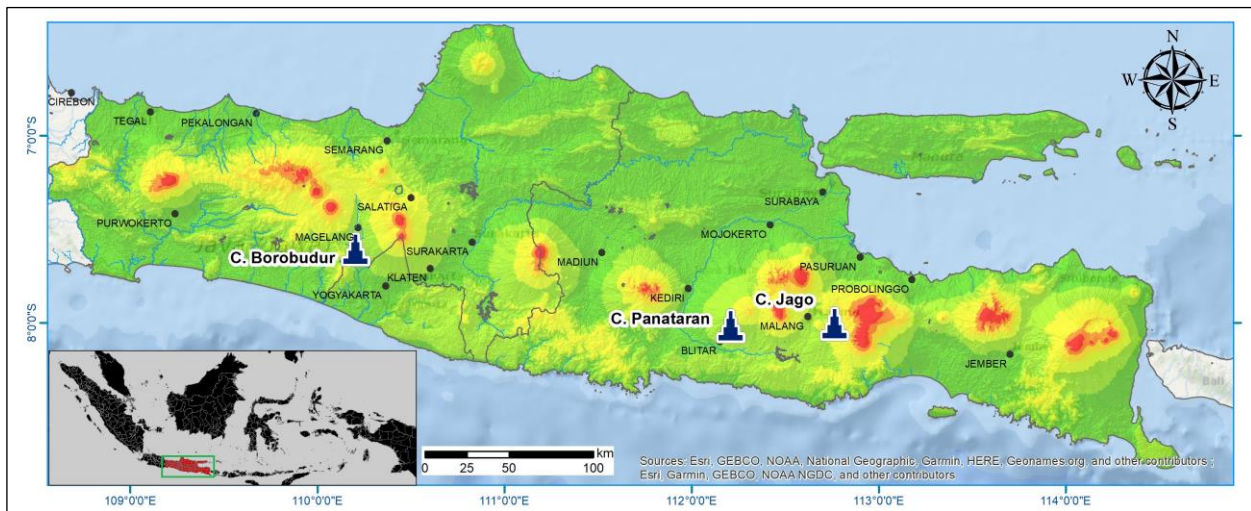 N
W E
S
CIREBON
TEGAL
PEKALONGAN
SEMARANG
7°0'0"S
SURABAYA
SALATIGA
PURWOKERTO
MAGELANG
MOJOKERTO
SURAKARTA
C. Borobudur
MADIUN
PASURUAN
KLATEN
PROBOLINGGO
YOGYAKARTA
KEDIRI
C. Jago
8°0'0"S
C. Panataran
MALANG
BLITAR
JEMBER
Bali
km
0 25 50 100
Sources: Esri, GEBCO, NOAA, National Geographic, Garmin, HERE, Geonames.org, and other contributors ;
Esri, Garmin, GEBCO, NOAA NGDC, and other contributors
109°0'0"E 110°0'0"E 111°0'0"E 112°0'0"E 113°0'0"E 114°0'0"E